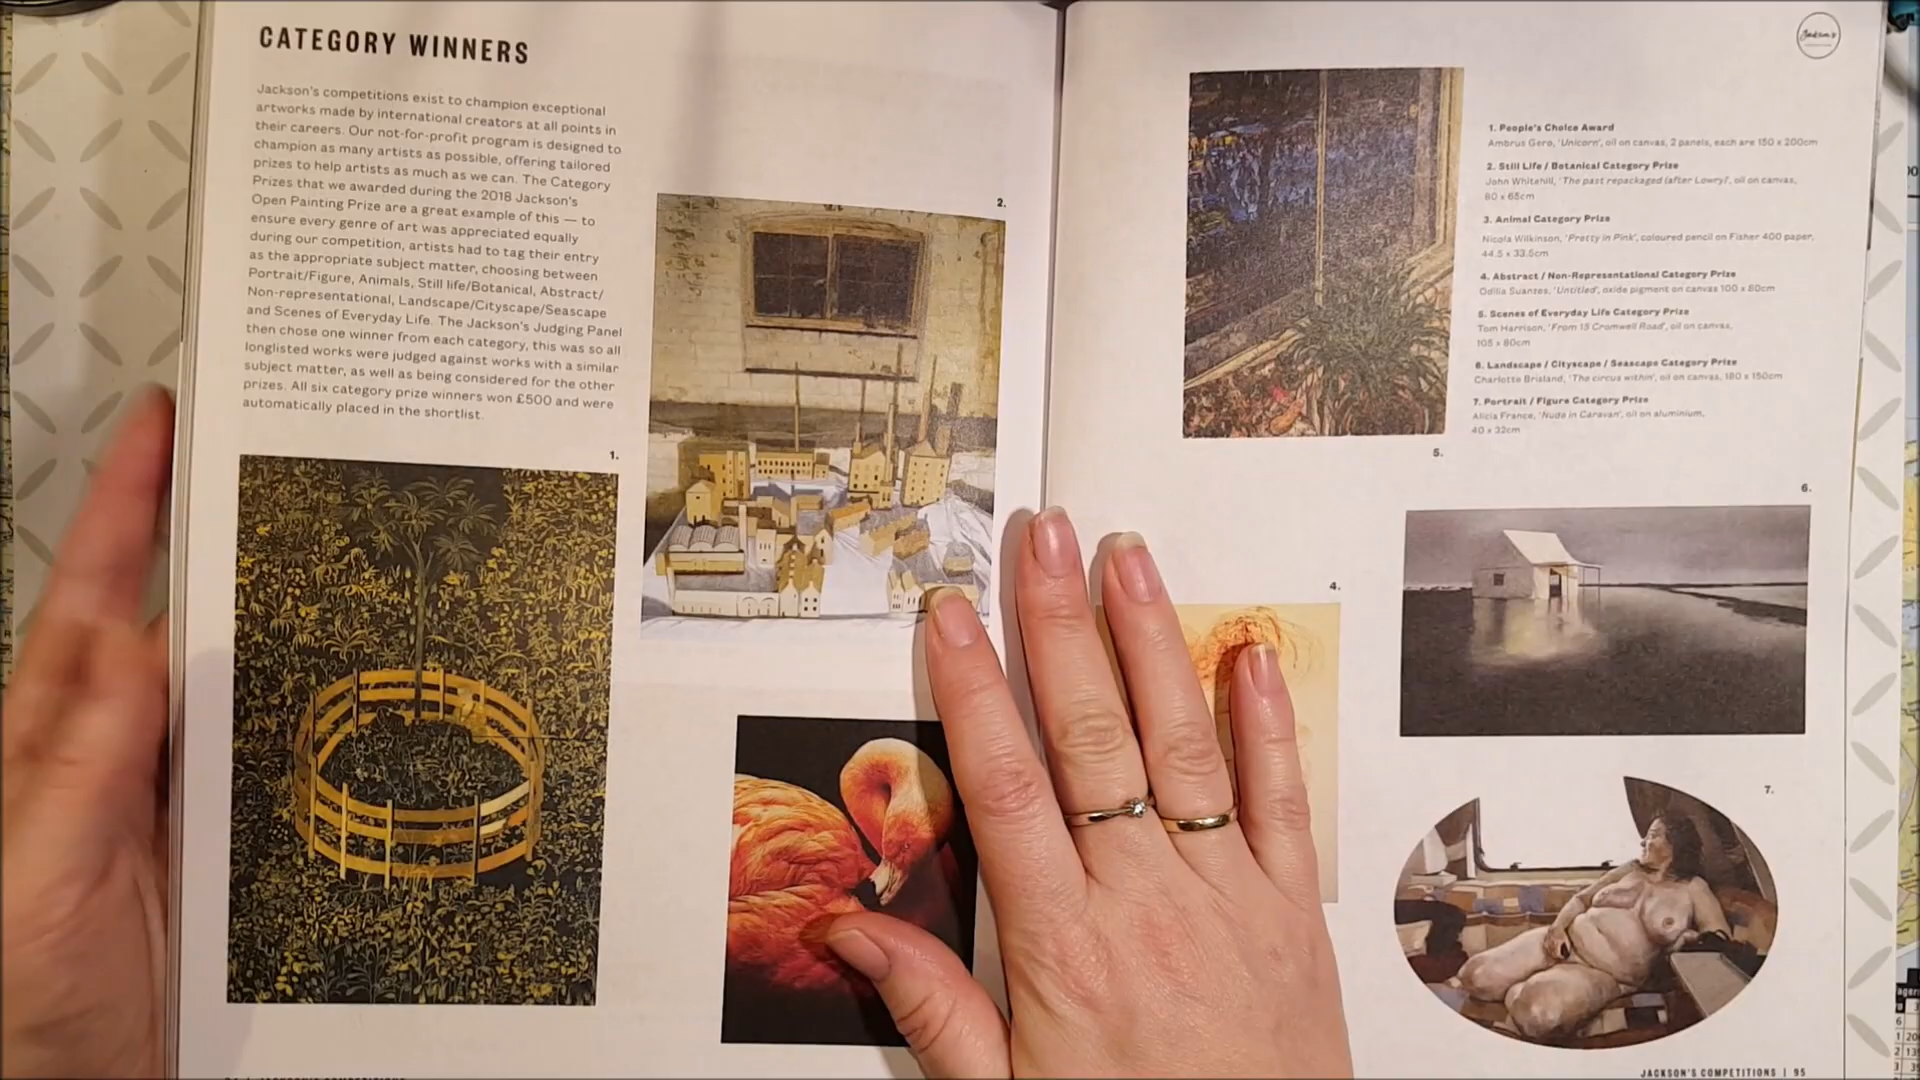 CATEGORY WINNERS
Jackson's competitions exist to champion exceptional
artworks made by international creators at all points in
their careers. Our not-for-profit program is designed to
champion as many artists as possible, offering tailored
prizes to help artists as much as we can. The Category
Prizes that we awarded during the 2018 Jackson's
Open Painting Prize are a great example of this — to
ensure every genre of art was appreciated equally
during our competition, artists had to tag their entry
as the appropriate subject matter, choosing between
Portrait/Figure, Animals, Still life/Botanical, Abstract/
Non-representational, Landscape/Cityscape/Seascape
and Scenes of Everyday Life. The Jackson's Judging Panel
then chose one winner from each category, this was so all
longlisted works were judged against works with a similar
subject matter, as well as being considered for the other
prizes. All six category prize winners won £500 and were
automatically placed in the shortlist.
1.
2.
Jackson's
1. People's Choice Award
Ambrus Gero, 'Unicorn', oil on canvas, 2 panels, each are 150 x 200cm
2. Still Life / Botanical Category Prize
John Whitehill, 'The past repackaged (after Lowry)', oil on canvas,
80 x 65cm
3. Animal Category Prize
Nicola Wilkinson, 'Pretty in Pink', coloured pencil on Fisher 400 paper,
44.5 x 33.5cm
4. Abstract / Non-Representational Category Prize
Odilia Suanzes, 'Untitled', oxide pigment on canvas 100 x 80cm
5. Scenes of Everyday Life Category Prize
Tom Harrison, 'From 15 Cromwell Road', oil on canvas,
105 x 80cm
6. Landscape / Cityscape / Seascape Category Prize
Charlotte Brisland, 'The circus within', oil on canvas, 180 x 150cm
7. Portrait / Figure Category Prize
Alicia France, 'Nude in Caravan', oil on aluminium,
40 x 32cm
5.
6.
4.
7.
JACKSON'S COMPETITIONS | 95